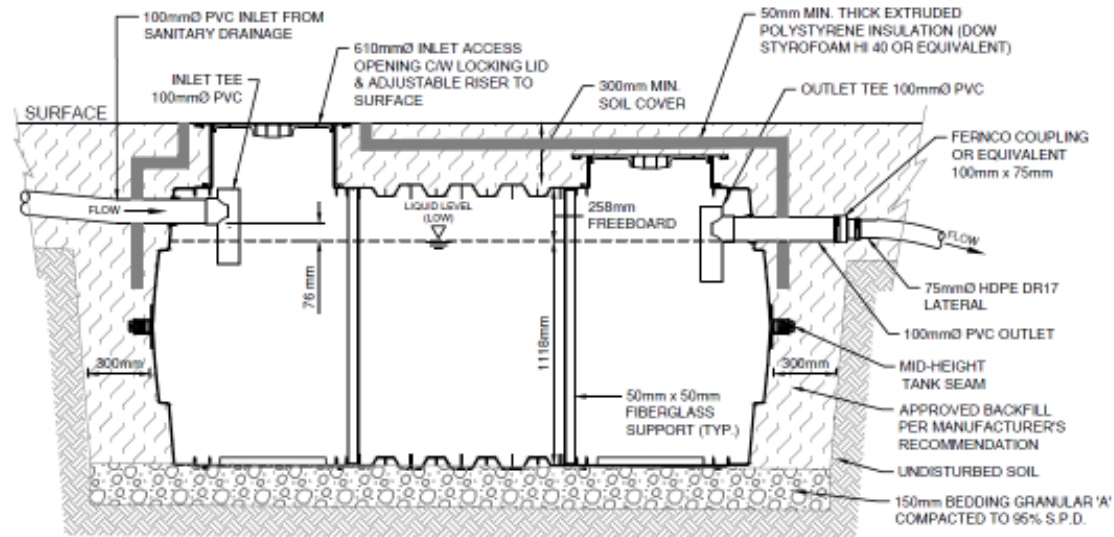 100mmØ PVC INLET FROM
SANITARY DRAINAGE
INLET TEE
100mmØ PVC
610mmØ INLET ACCESS
OPENING C/W LOCKING LID
& ADJUSTABLE RISER TO
SURFACE
300mm MIN.
SOIL COVER
50mm MIN. THICK EXTRUDED
POLYSTYRENE INSULATION (DOW
STYROFOAM HI 40 OR EQUIVALENT)
OUTLET TEE 100mmØ PVC
FERNCO COUPLING
OR EQUIVALENT
100mm x 75mm
SURFACE
FLOW
LIQUID LEVEL
(LOW)
258mm
FREEBOARD
FLOW
76 mm
1118mm
75mmØ HDPE DR17
LATERAL
100mmØ PVC OUTLET
300mm
300mm
MID-HEIGHT
TANK SEAM
50mm x 50mm
FIBERGLASS
SUPPORT (TYP.)
APPROVED BACKFILL
PER MANUFACTURER'S
RECOMMENDATION
UNDISTURBED SOIL
150mm BEDDING GRANULAR 'A'
COMPACTED TO 95% S.P.D.